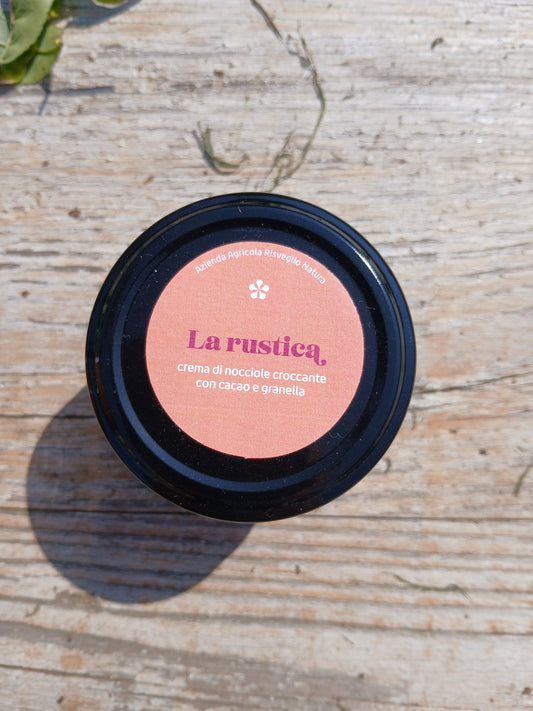 Azienda Agricola Risveglio Natura
La rustica
crema di nocciole croccante
con cacao e granella